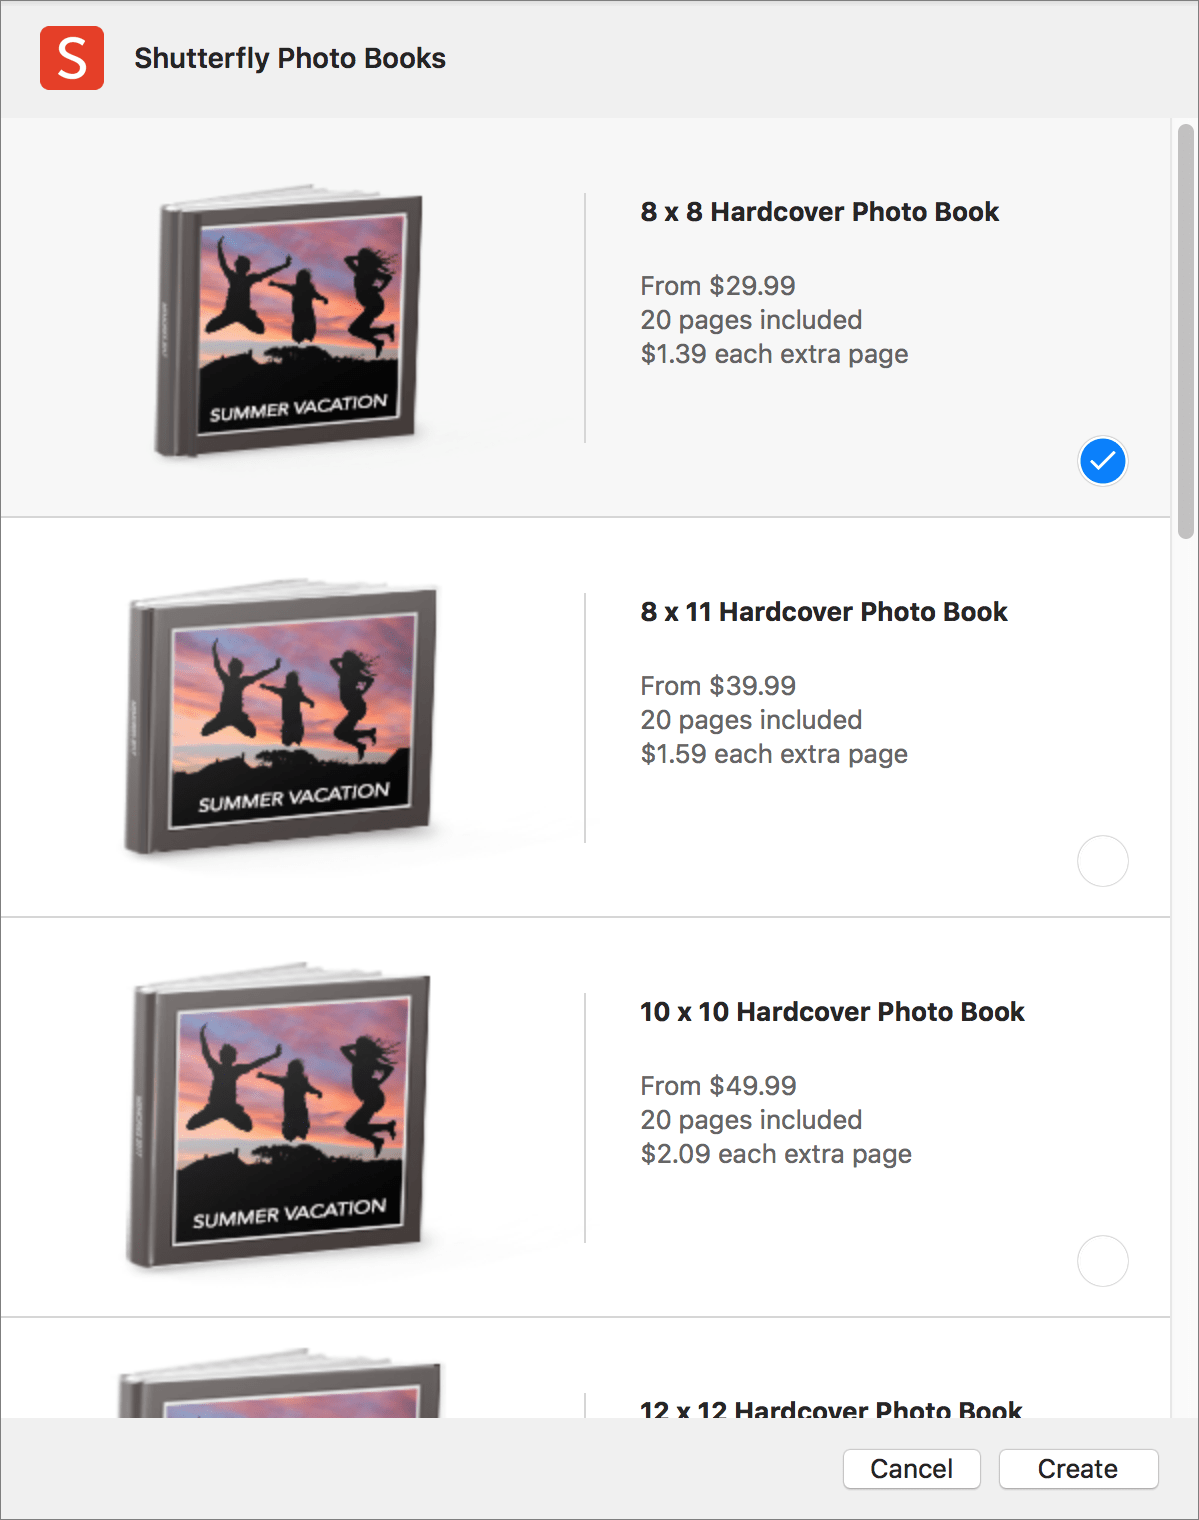 S
Shutterfly Photo Books
SUMMER VACATION
8 x 8 Hardcover Photo Book
From $29.99
20 pages included
$1.39 each extra page
SUMMER VACATION
8 x 11 Hardcover Photo Book
From $39.99
20 pages included
$1.59 each extra page
SUMMER VACATION
10 x 10 Hardcover Photo Book
From $49.99
20 pages included
$2.09 each extra page
12 x 12 Hardcover Photo Book
Cancel
Create